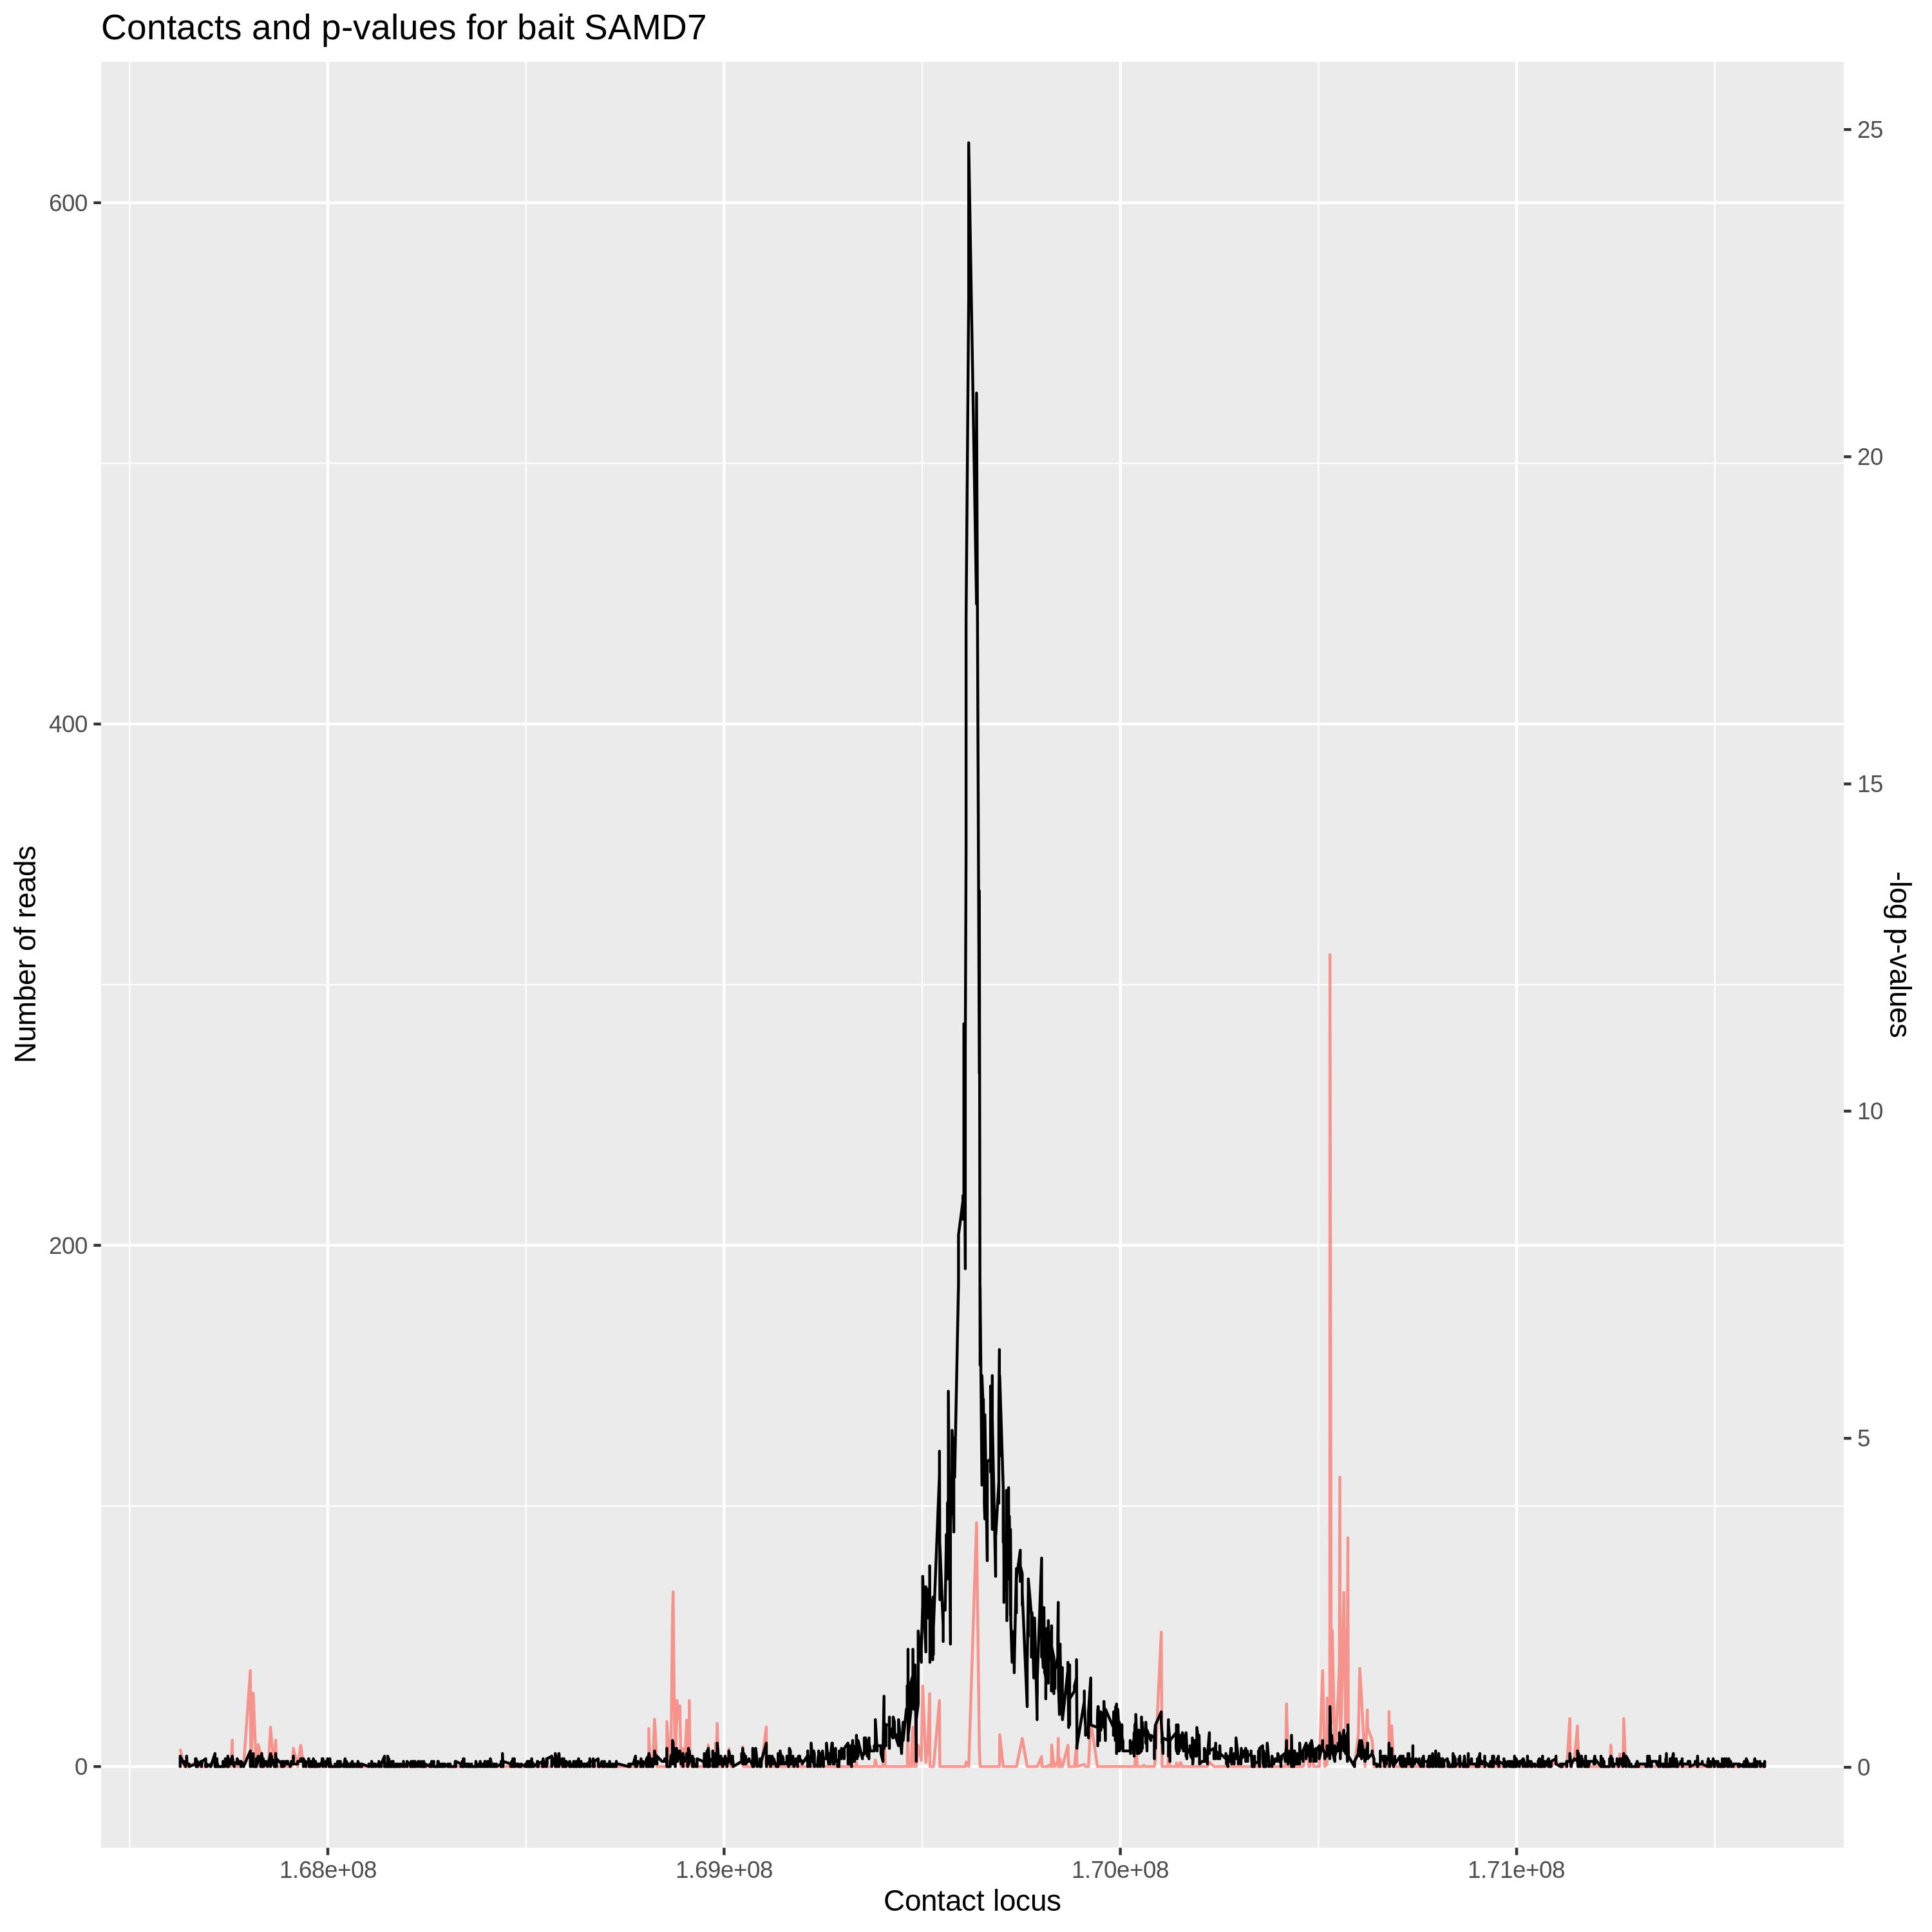 Contacts and p-values for bait SAMD7
600
400
200
0
Number of reads
25
20
15
10
5
0
-log p-values
1.68e+08
1.69e+08
1.70e+08
1.71e+08
Contact locus